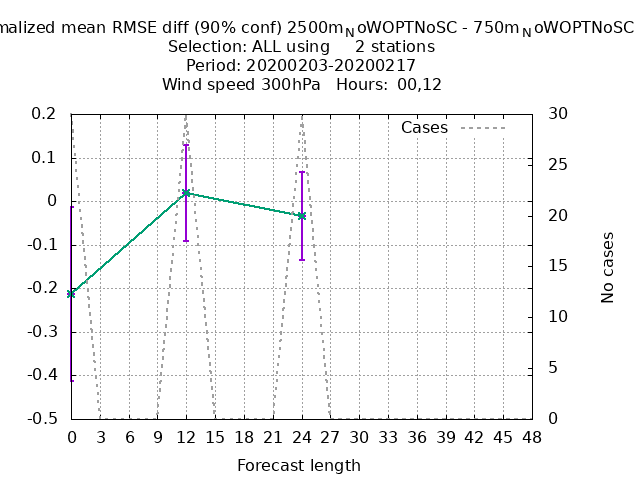 malized mean RMSE diff (90% conf) 2500mNoWOPTNoSC - 750mNoWOPTNoSC
Selection: ALL using 2 stations
Period: 20200203-20200217
Wind speed 300hPa Hours: 00,12
Cases
0.2
0.1
0
-0.1
-0.2
-0.3
-0.4
-0.5
30
25
20
15
10
5
0
No cases
0 3 6 9 12 15 18 21 24 27 30 33 36 39 42 45 48
Forecast length